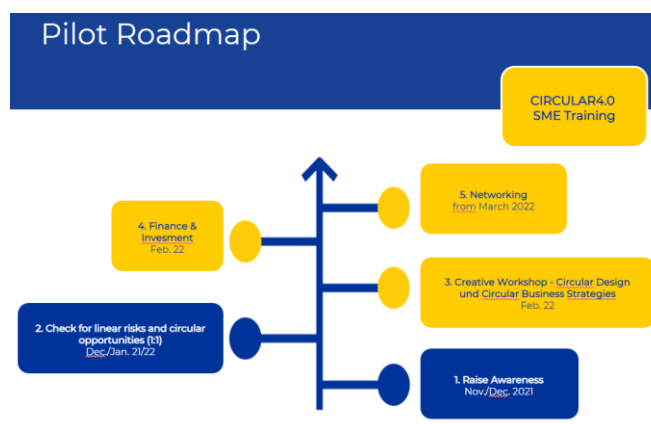 Pilot Roadmap
CIRCULAR4.0
SME Training
5. Networking
from March 2022
4. Finance &
Invesment
Feb. 22
3. Creative Workshop - Circular Design
und Circular Business Strategies
Feb. 22
2. Check for linear risks and circular
opportunities (1:1)
Dec./Jan. 21/22
1. Raise Awareness
Nov./Dec. 2021